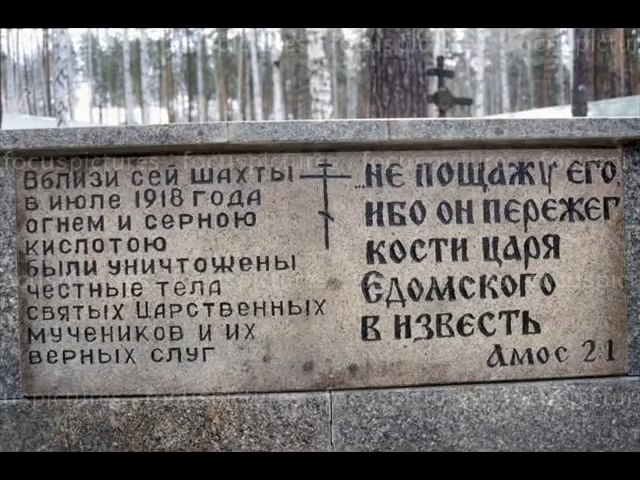 Вблизи сей шахты
в июле 1918 года
огнем и серною
кислотою
были уничтожены
честные тела
святых Царственных
мучеников и их
верных слуг
...не пощажу его,
ибо он пережег
кости царя
Едомского
в известь
Амос 2:1
focuspictures